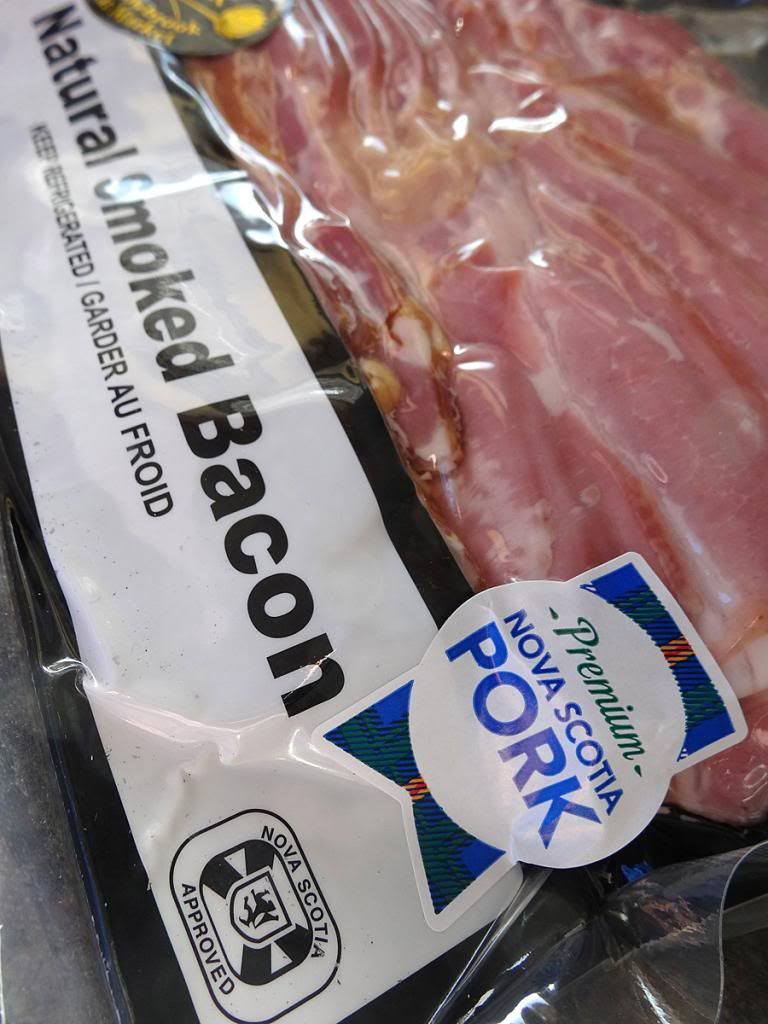 Natural Smoked Bacon
KEEP REFRIGERATED / GARDER AU FROID
- Premium -
NOVA SCOTIA
PORK
NOVA SCOTIA
APPROVED